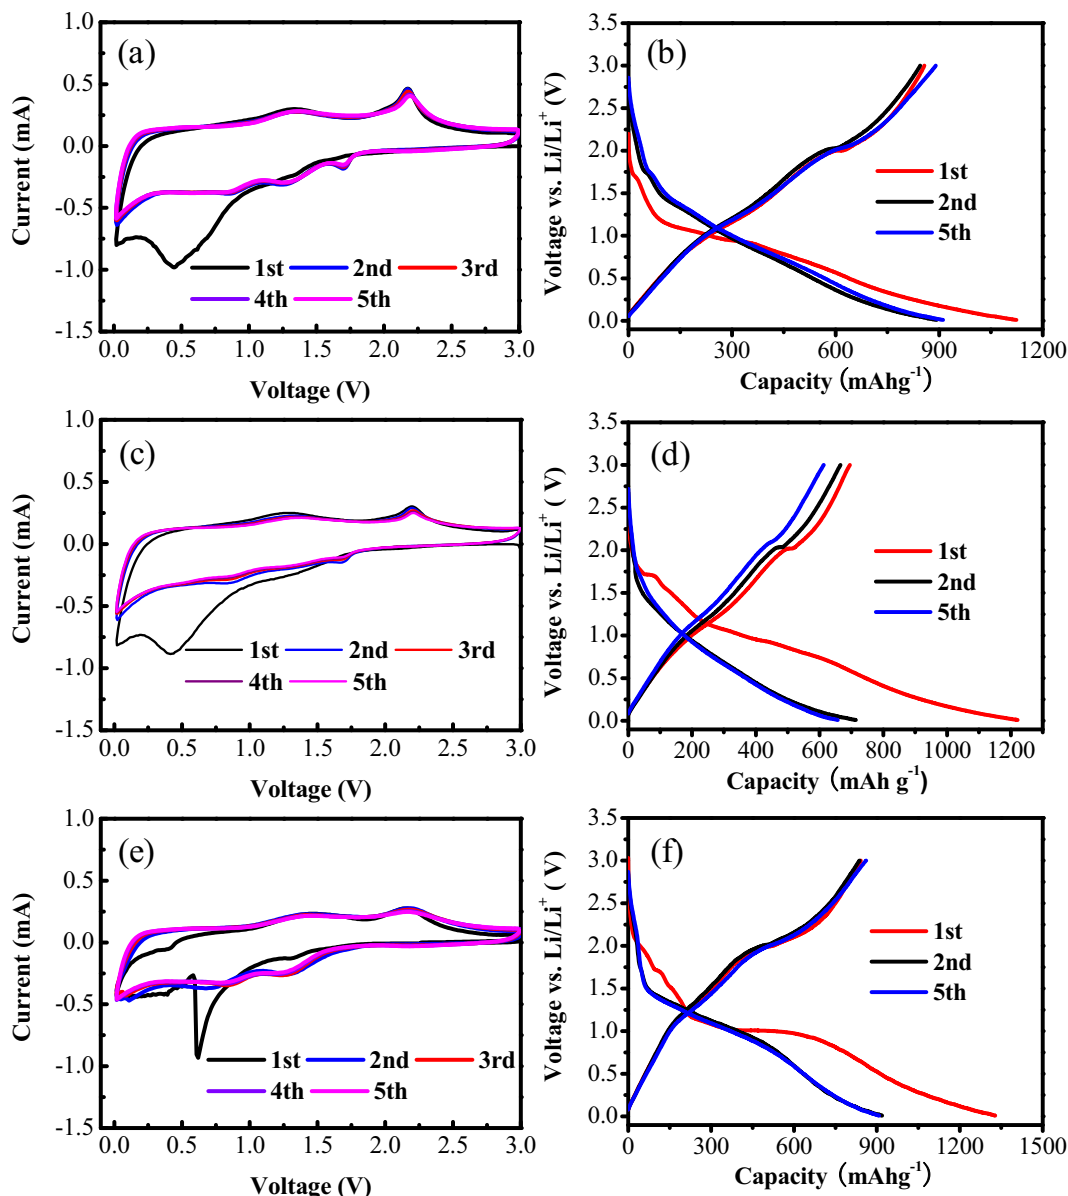 (a)
Current (mA)
1.0
0.5
0.0
-0.5
-1.0
-1.5
1st 2nd 3rd
4th 5th
0.0 0.5 1.0 1.5 2.0 2.5 3.0
Voltage (V)
(b)
Voltage vs. Li/Li⁺ (V)
3.5
3.0
2.5
2.0
1.5
1.0
0.5
0.0
1st
2nd
5th
0 300 600 900 1200
Capacity (mAhg⁻¹)
(c)
Current (mA)
1.0
0.5
0.0
-0.5
-1.0
-1.5
1st 2nd 3rd
4th 5th
0.0 0.5 1.0 1.5 2.0 2.5 3.0
Voltage (V)
(d)
Voltage vs. Li/Li⁺ ( V)
3.5
3.0
2.5
2.0
1.5
1.0
0.5
0.0
1st
2nd
5th
0 200 400 600 800 1000 1200
Capacity (mAh g⁻¹)
(e)
Current (mA)
1.0
0.5
0.0
-0.5
-1.0
-1.5
1st 2nd 3rd
4th 5th
0.0 0.5 1.0 1.5 2.0 2.5 3.0
Voltage (V)
(f)
Voltage vs. Li/Li⁺ ( V)
3.5
3.0
2.5
2.0
1.5
1.0
0.5
0.0
1st
2nd
5th
0 300 600 900 1200 1500
Capacity (mAhg⁻¹)